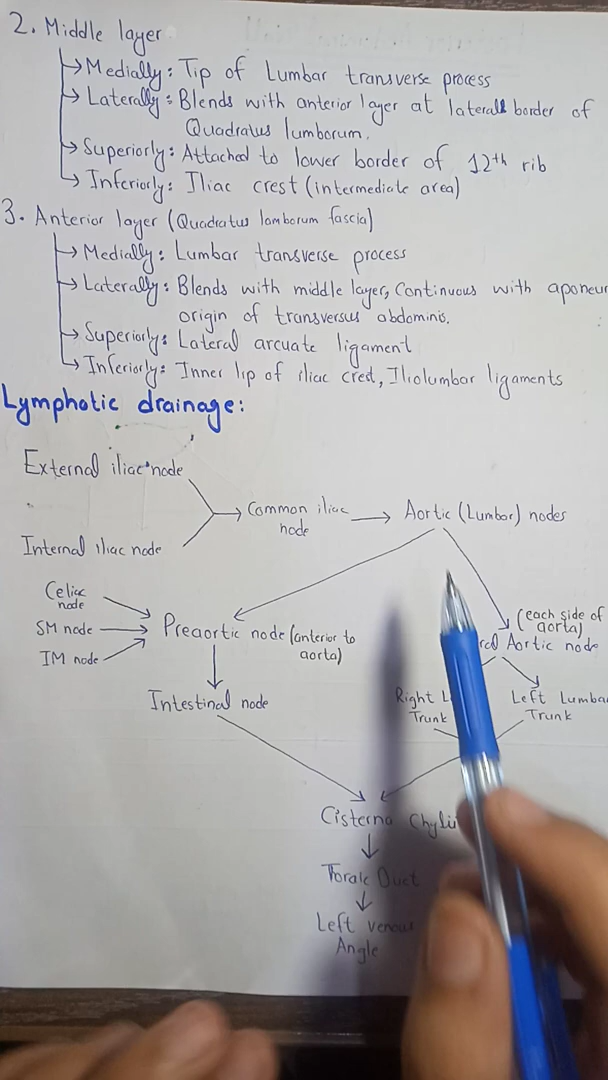 2. Middle layer
→ Medially: Tip of Lumbar transverse process
→ Laterally: Blends with anterior layer at laterall border of
Quadratus lumborum.
→ Superiorly: Attached to lower border of 12th rib
→ Inferiorly: Iliac crest (intermediate area)
3. Anterior layer (Quadratus lomborum fascia)
→ Medially: Lumbar transverse process
→ Laterally: Blends with middle layer, Continuous with aponeur
origin of transversus abdominis.
→ Superiorly: Lateral arcuate ligament
→ Inferiorly: Inner lip of iliac crest, Iliolumbar ligaments
Lymphotic drainage:
External iliac node
Internal iliac node
→ Common iliac
node
→ Aortic (Lumbar) nodes
Celiac
node
SM node
IM node
Preaortic node (anterior to
aorta)
(each side of
aorta)
Aortic node
Intestinal node
Right L
Trunk
Left Lumba
Trunk
Cisterna Chyli
Toraic Duct
Left venous
Angle